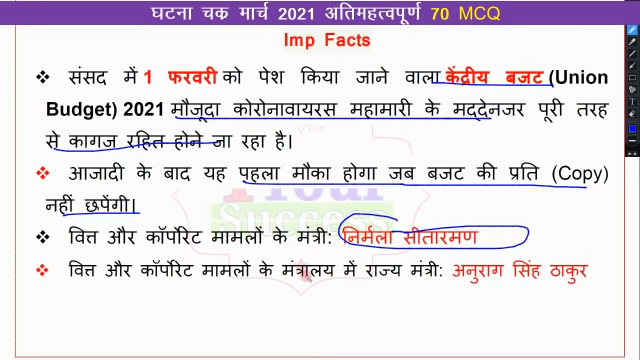 घटना चक मार्च 2021 अतिमहत्वपूर्ण 70 MCQ
Imp Facts
❖ संसद में 1 फरवरी को पेश किया जाने वाला केंद्रीय बजट (Union
Budget) 2021 मौजूदा कोरोनावायरस महामारी के मद्देनजर पूरी तरह
से कागज रहित होने जा रहा है।
❖ आजादी के बाद यह पहला मौका होगा जब बजट की प्रति (Copy)
नहीं छपेंगी।
❖ वित्त और कॉर्पोरेट मामलों के मंत्री: निर्मला सीतारमण
❖ वित्त और कॉर्पोरेट मामलों के मंत्रालय में राज्य मंत्री: अनुराग सिंह ठाकुर
Your
Success